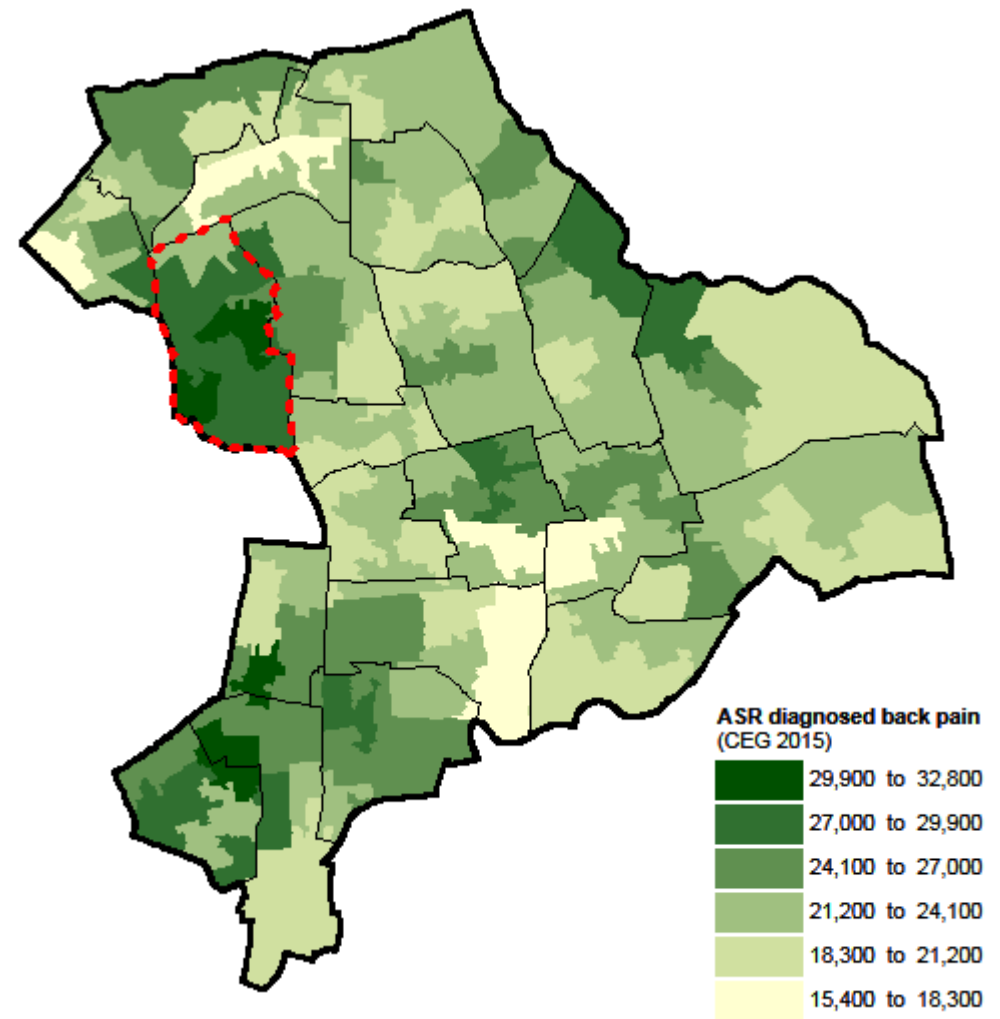 ASR diagnosed back pain
(CEG 2015)
29,900 to 32,800
27,000 to 29,900
24,100 to 27,000
21,200 to 24,100
18,300 to 21,200
15,400 to 18,300